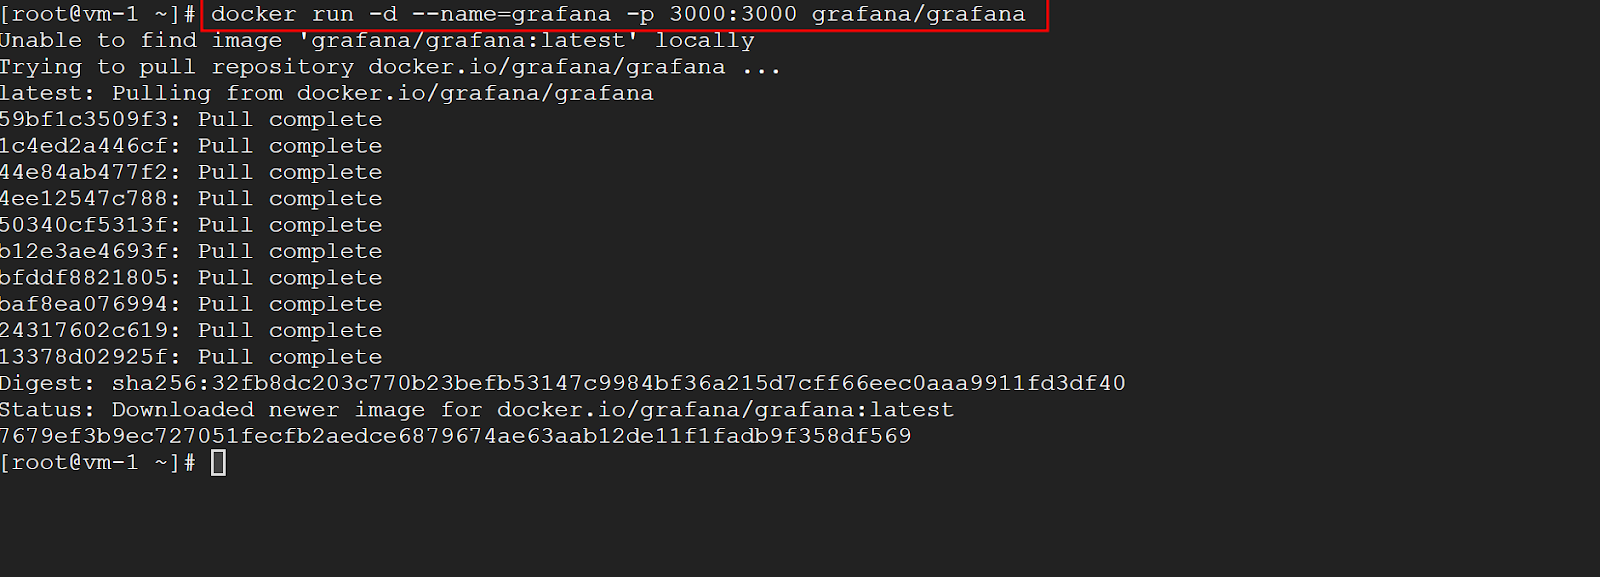 [root@vm-1 ~]# docker run -d --name=grafana -p 3000:3000 grafana/grafana
Unable to find image 'grafana/grafana:latest' locally
Trying to pull repository docker.io/grafana/grafana ...
latest: Pulling from docker.io/grafana/grafana
59bf1c3509f3: Pull complete
1c4ed2a446cf: Pull complete
44e84ab477f2: Pull complete
4ee12547c788: Pull complete
50340cf5313f: Pull complete
b12e3ae4693f: Pull complete
bfddf8821805: Pull complete
baf8ea076994: Pull complete
24317602c619: Pull complete
13378d02925f: Pull complete
Digest: sha256:32fb8dc203c770b23befb53147c9984bf36a215d7cff66eec0aaa9911fd3df40
Status: Downloaded newer image for docker.io/grafana/grafana:latest
7679ef3b9ec727051fecfb2aedce6879674ae63aab12de11f1fadb9f358df569
[root@vm-1 ~]#